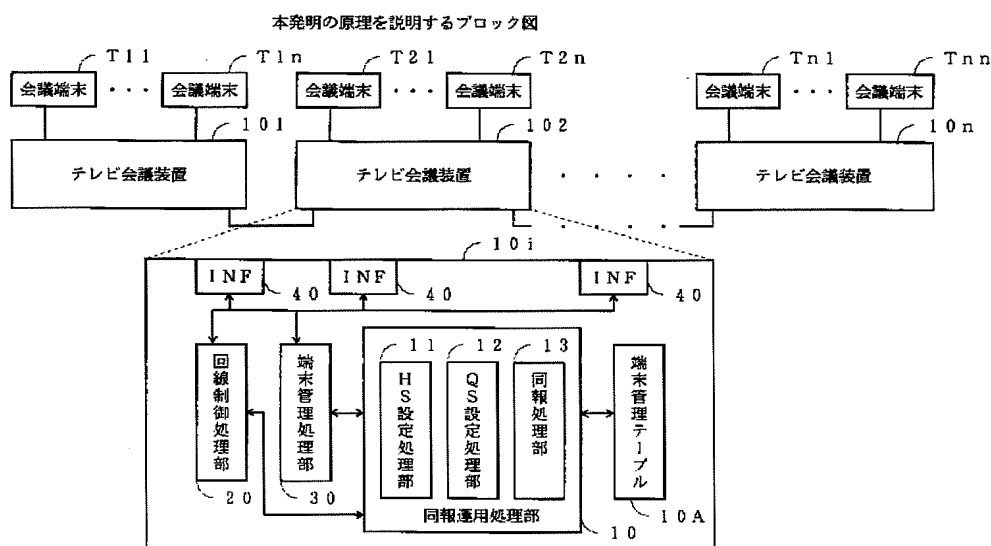 本発明の原理を説明するブロック図
T11 T1n T21 T2n Tn1 Tnn
会議端末 ・・・ 会議端末 会議端末 ・・・ 会議端末 会議端末 ・・・ 会議端末
101 102 10n
テレビ会議装置 テレビ会議装置 ・・・・ テレビ会議装置
・・・・
10i
INF INF INF
40 40 40
回線制御処理部
端末管理処理部
11 12 13
HS設定処理部
QS設定処理部
同報処理部
端末管理テーブル
20 30
同報運用処理部
10 10A